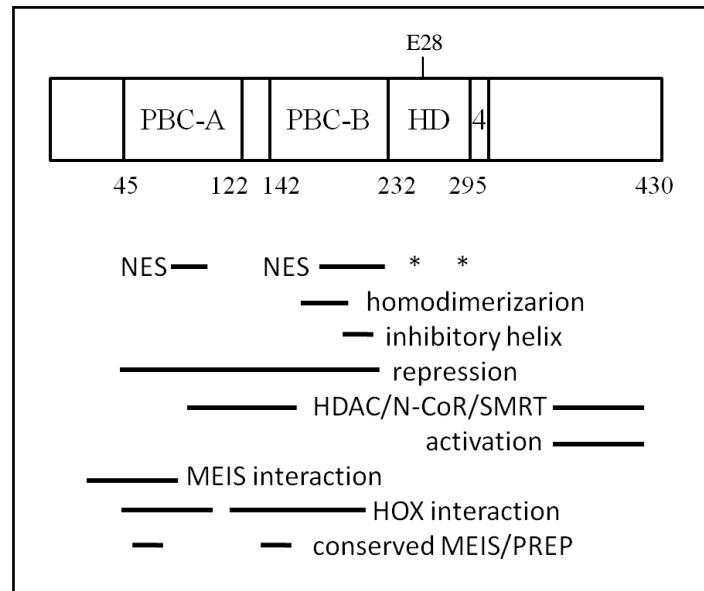 E28
PBC-A PBC-B HD 4
45 122 142 232 295 430
NES NES * *
homodimerizarion
inhibitory helix
repression
HDAC/N-CoR/SMRT
activation
MEIS interaction
HOX interaction
conserved MEIS/PREP